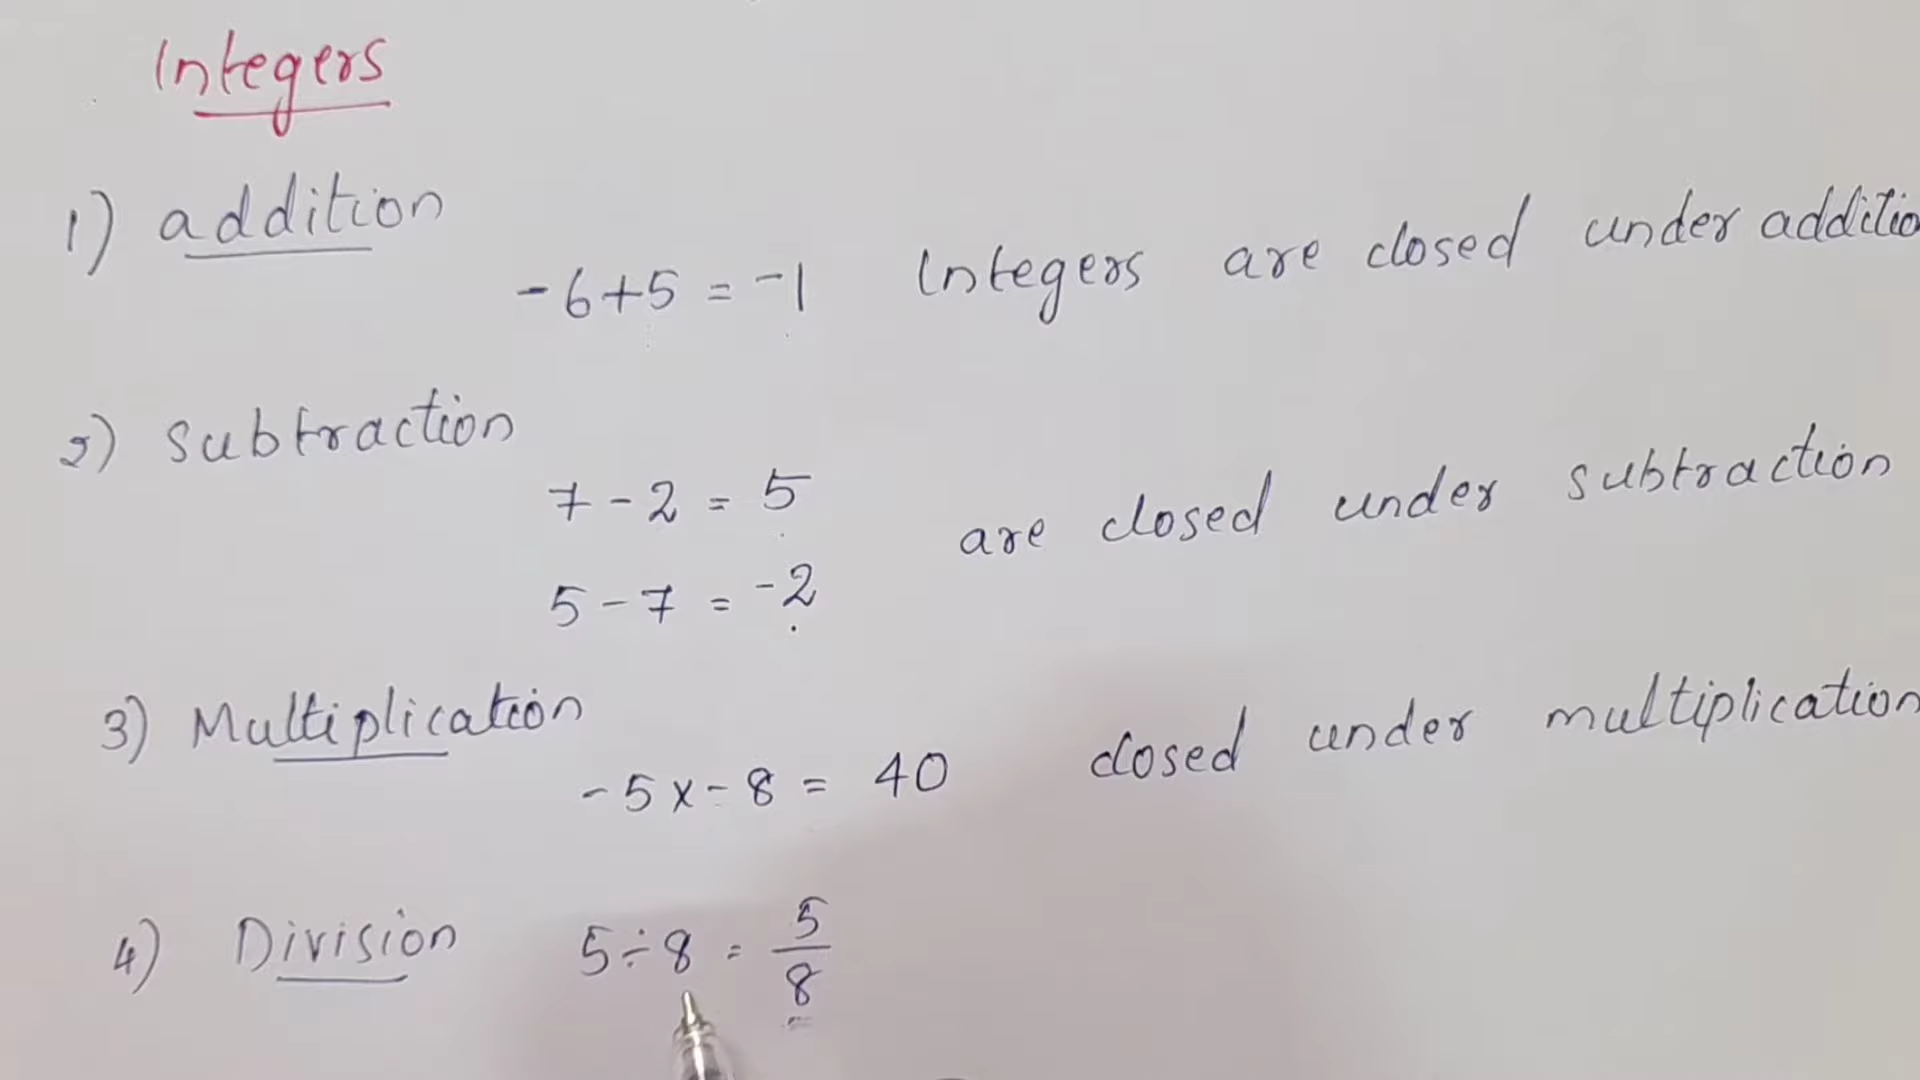 Integers
1) addition
-6+5 = -1 Integers are closed under additio
2) subtraction
7-2 = 5 are closed under subtraction
5-7 = -2
3) Multiplication
-5x-8 = 40 closed under multiplication
4) Division 5÷8 = 5/8